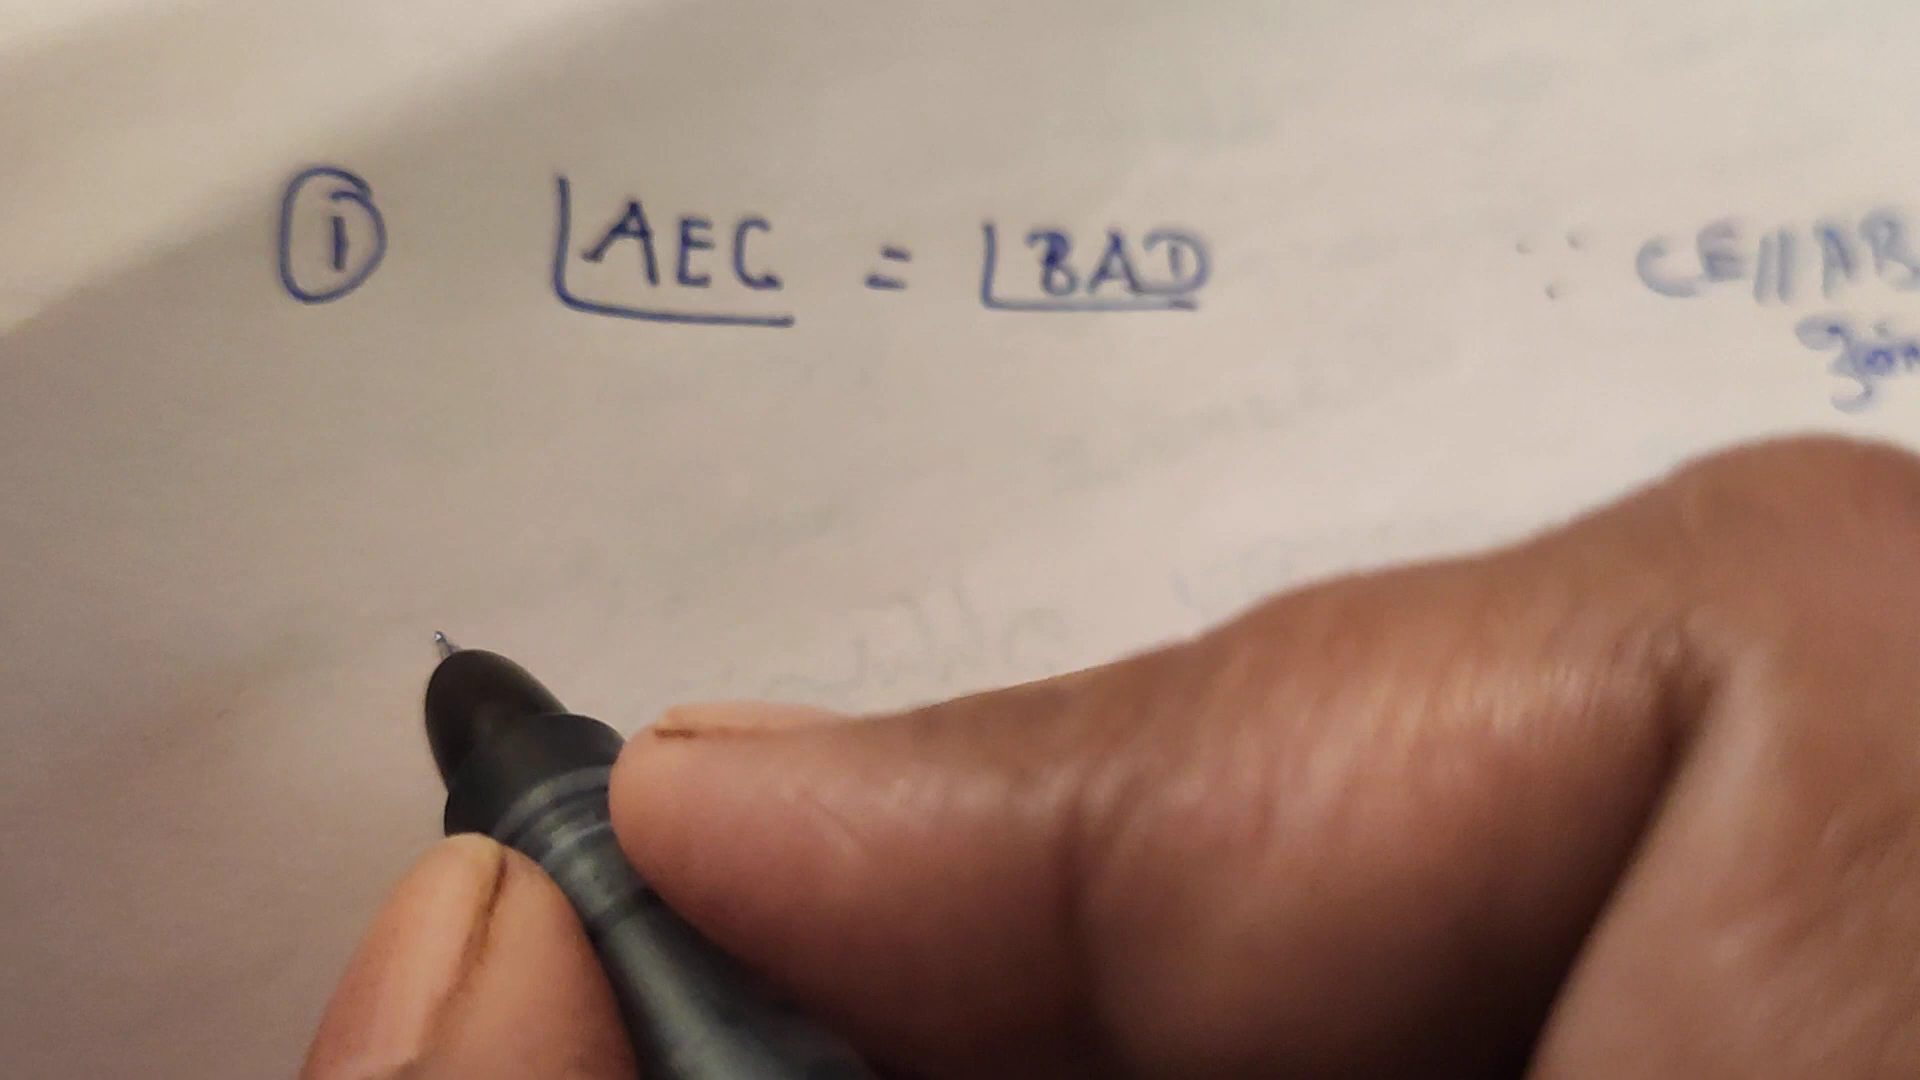 ① ∠AEC = ∠BAD ∵ CE||AB